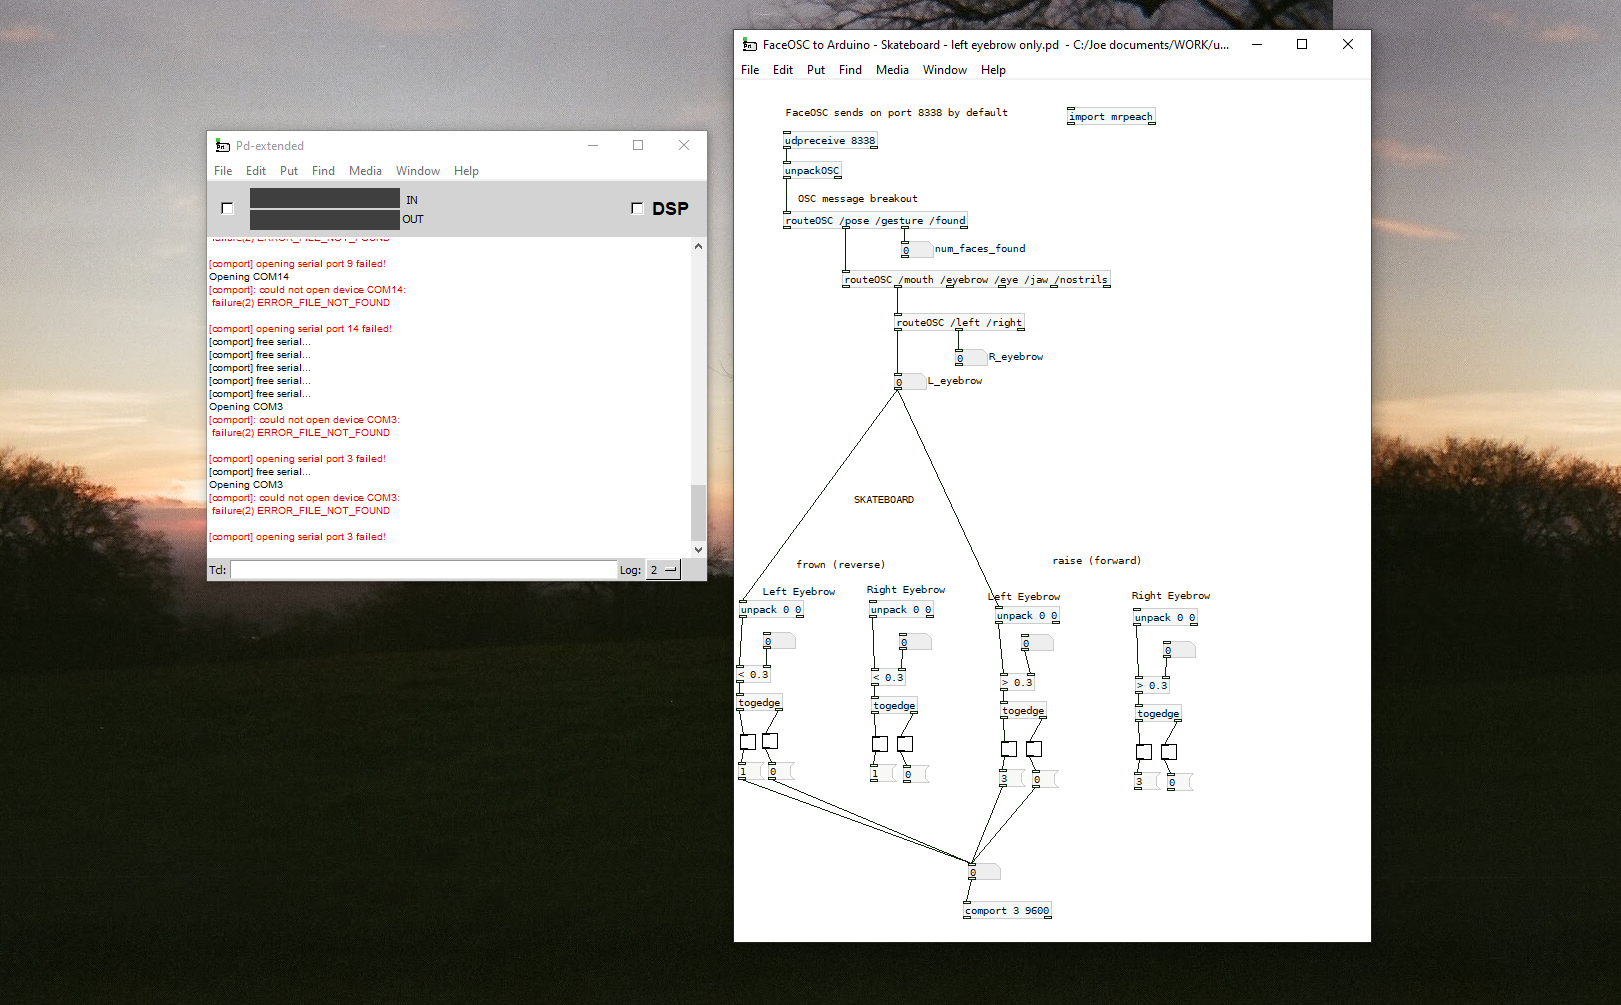 Pd-extended
File Edit Put Find Media Window Help
IN
OUT
DSP
failure(2) ERROR_FILE_NOT_FOUND
[comport] opening serial port 9 failed!
Opening COM14
[comport]: could not open device COM14:
failure(2) ERROR_FILE_NOT_FOUND
[comport] opening serial port 14 failed!
[comport] free serial...
[comport] free serial...
[comport] free serial...
[comport] free serial...
[comport] free serial...
Opening COM3
[comport]: could not open device COM3:
failure(2) ERROR_FILE_NOT_FOUND
[comport] opening serial port 3 failed!
[comport] free serial...
Opening COM3
[comport]: could not open device COM3:
failure(2) ERROR_FILE_NOT_FOUND
[comport] opening serial port 3 failed!
Tcl:
Log: 2
FaceOSC to Arduino - Skateboard - left eyebrow only.pd - C:/Joe documents/WORK/u...
File Edit Put Find Media Window Help
FaceOSC sends on port 8338 by default
import mrpeach
udpreceive 8338
unpackOSC
OSC message breakout
routeOSC /pose /gesture /found
0 num_faces_found
routeOSC /mouth /eyebrow /eye /jaw /nostrils
routeOSC /left /right
0 R_eyebrow
0 L_eyebrow
SKATEBOARD
frown (reverse)
raise (forward)
Left Eyebrow
Right Eyebrow
Left Eyebrow
Right Eyebrow
unpack 0 0
unpack 0 0
unpack 0 0
unpack 0 0
0
0
0
0
< 0.3
< 0.3
> 0.3
> 0.3
togedge
togedge
togedge
togedge
1 0
1 0
3 0
3 0
0
comport 3 9600